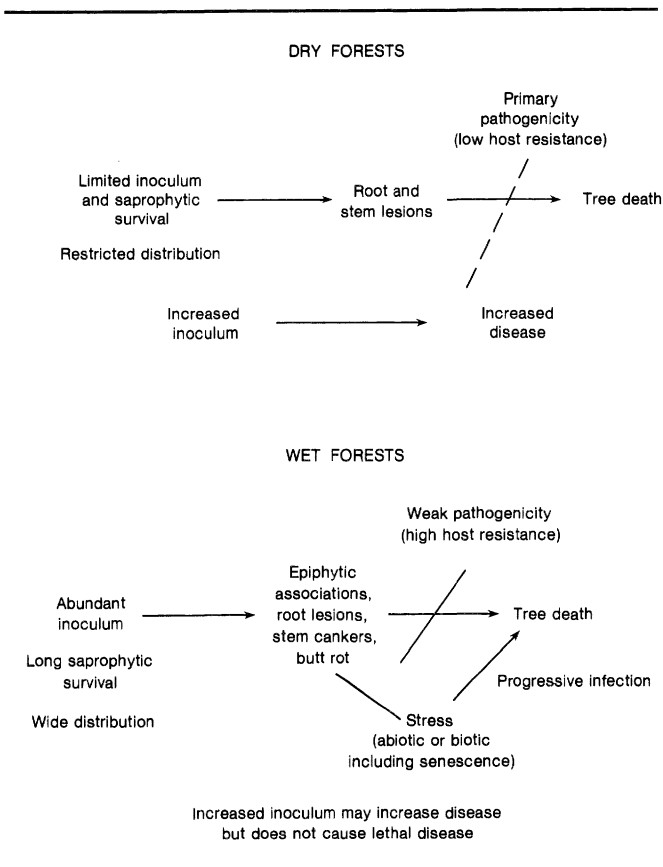 DRY FORESTS
Primary
pathogenicity
(low host resistance)
Limited inoculum
and saprophytic
survival
Root and
stem lesions
Tree death
Restricted distribution
Increased
inoculum
Increased
disease
WET FORESTS
Weak pathogenicity
(high host resistance)
Epiphytic
associations,
root lesions,
stem cankers,
butt rot
Abundant
inoculum
Tree death
Long saprophytic
survival
Progressive infection
Wide distribution
Stress
(abiotic or biotic
including senescence)
Increased inoculum may increase disease
but does not cause lethal disease